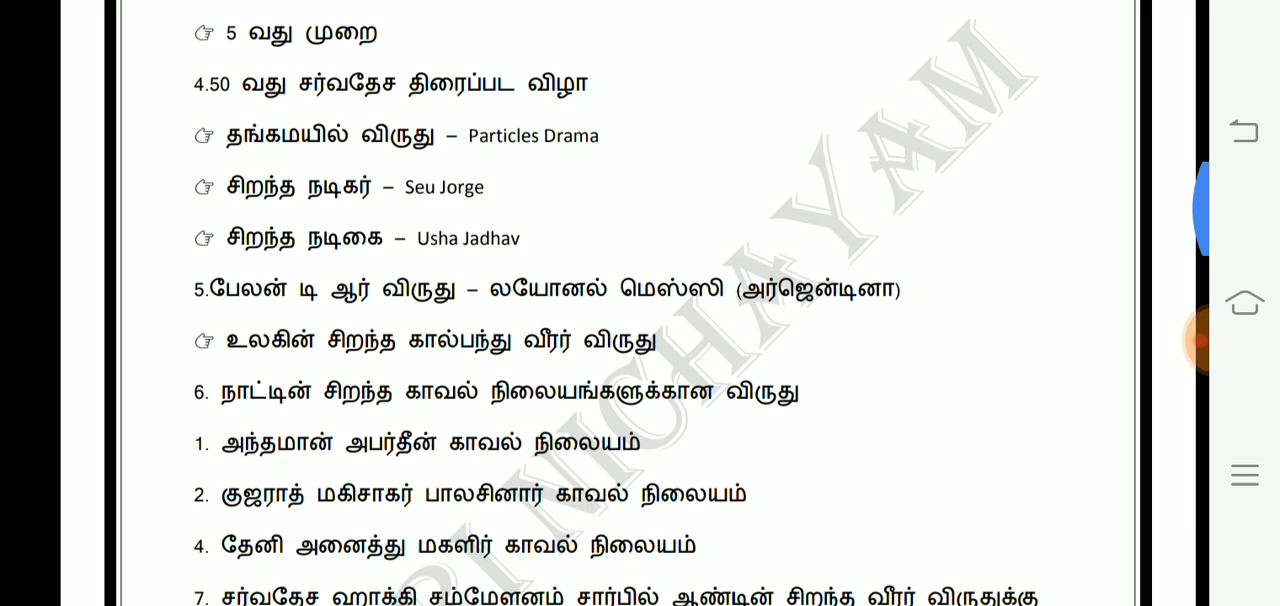 ☞ 5 வது முறை
4.50 வது சர்வதேச திரைப்பட விழா
☞ தங்கமயில் விருது – Particles Drama
☞ சிறந்த நடிகர் – Seu Jorge
☞ சிறந்த நடிகை – Usha Jadhav
5.பேலன் டி ஆர் விருது – லயோனல் மெஸ்ஸி (அர்ஜென்டினா)
☞ உலகின் சிறந்த கால்பந்து வீரர் விருது
6. நாட்டின் சிறந்த காவல் நிலையங்களுக்கான விருது
1. அந்தமான் அபர்தீன் காவல் நிலையம்
2. குஜராத் மகிசாகர் பாலசினார் காவல் நிலையம்
4. தேனி அனைத்து மகளிர் காவல் நிலையம்
7. சர்வதேச ஹாக்கி சம்மேளனம் சார்பில் ஆண்டின் சிறந்த வீரர் விருதுக்கு
NICHAYAM